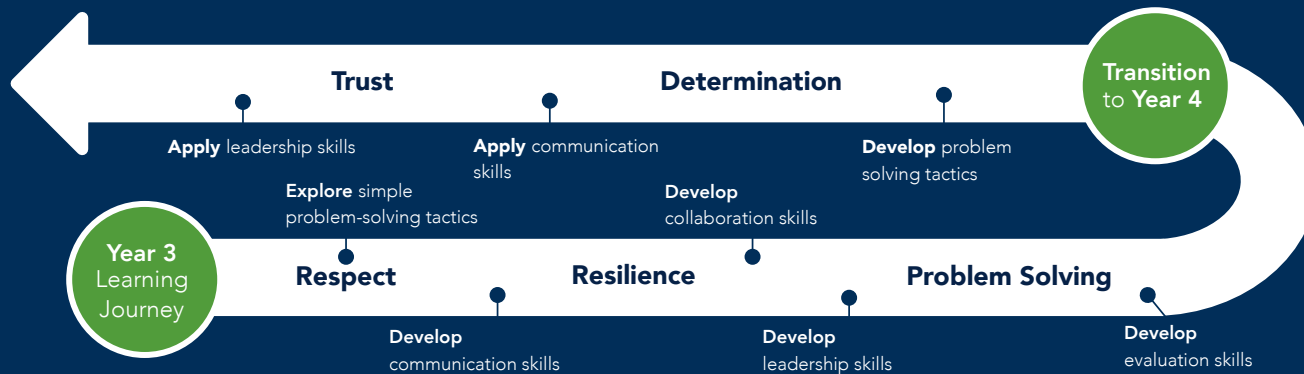 Trust
Determination
Transition
to Year 4
Apply leadership skills
Apply communication
skills
Develop problem
solving tactics
Explore simple
problem-solving tactics
Develop
collaboration skills
Year 3
Learning
Journey
Respect
Resilience
Problem Solving
Develop
communication skills
Develop
leadership skills
Develop
evaluation skills